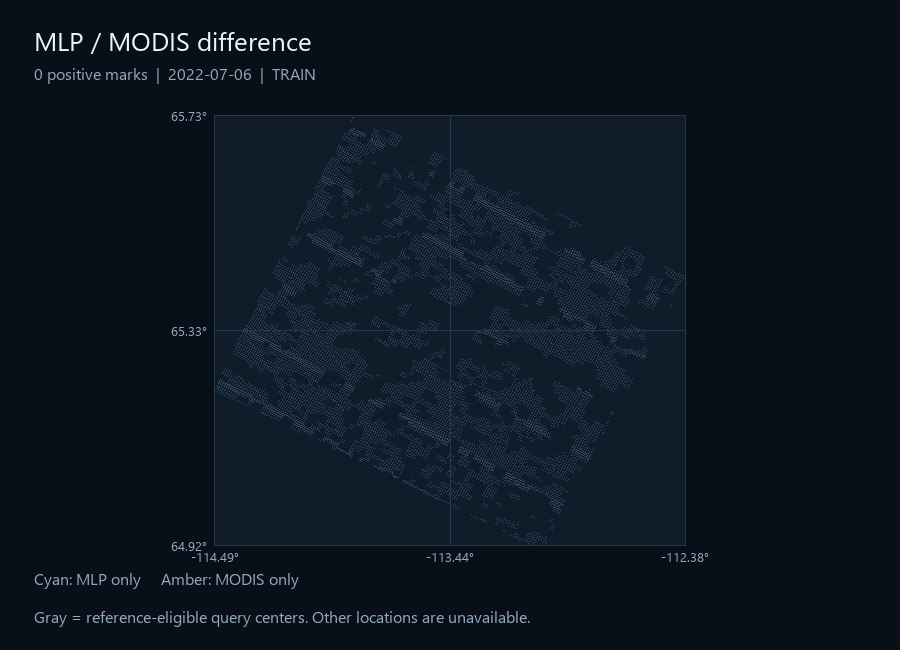 MLP / MODIS difference
0 positive marks | 2022-07-06 | TRAIN
65.73°
65.33°
64.92°
-114.49° -113.44° -112.38°
Cyan: MLP only Amber: MODIS only
Gray = reference-eligible query centers. Other locations are unavailable.